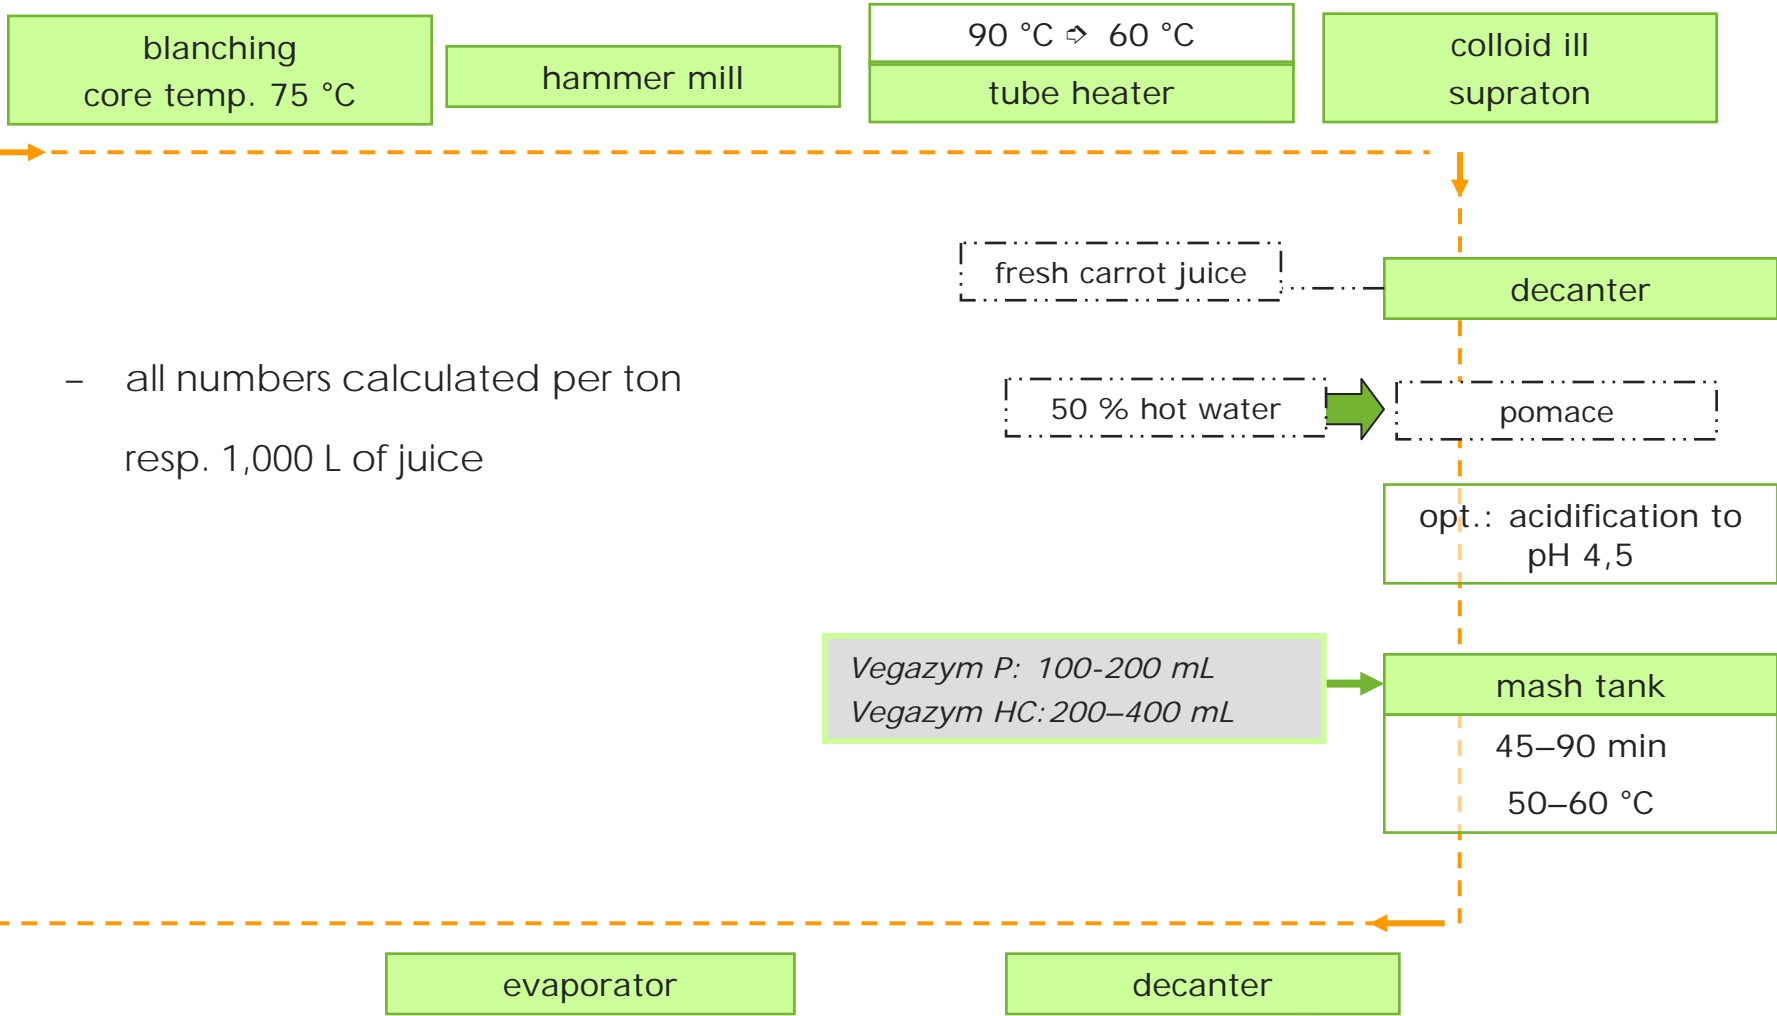 blanching
core temp. 75 °C
hammer mill
90 °C ➩ 60 °C
tube heater
colloid ill
supraton
fresh carrot juice
decanter
– all numbers calculated per ton
resp. 1,000 L of juice
50 % hot water
pomace
opt.: acidification to
pH 4,5
Vegazym P: 100-200 mL
Vegazym HC: 200–400 mL
mash tank
45–90 min
50–60 °C
evaporator
decanter